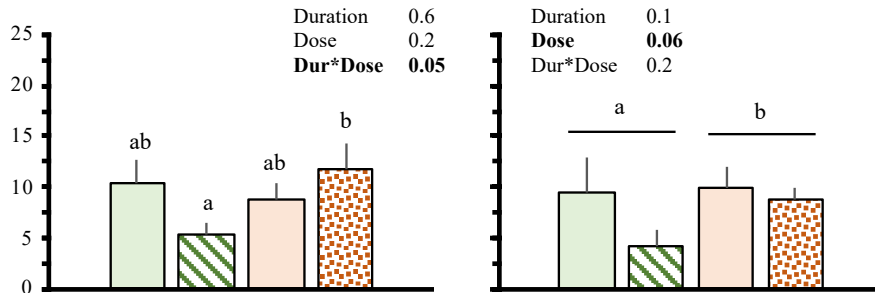 Duration 0.6
Dose 0.2
Dur*Dose 0.05
Duration 0.1
Dose 0.06
Dur*Dose 0.2
25
20
15
10
5
0
ab
a
ab
b
a
b